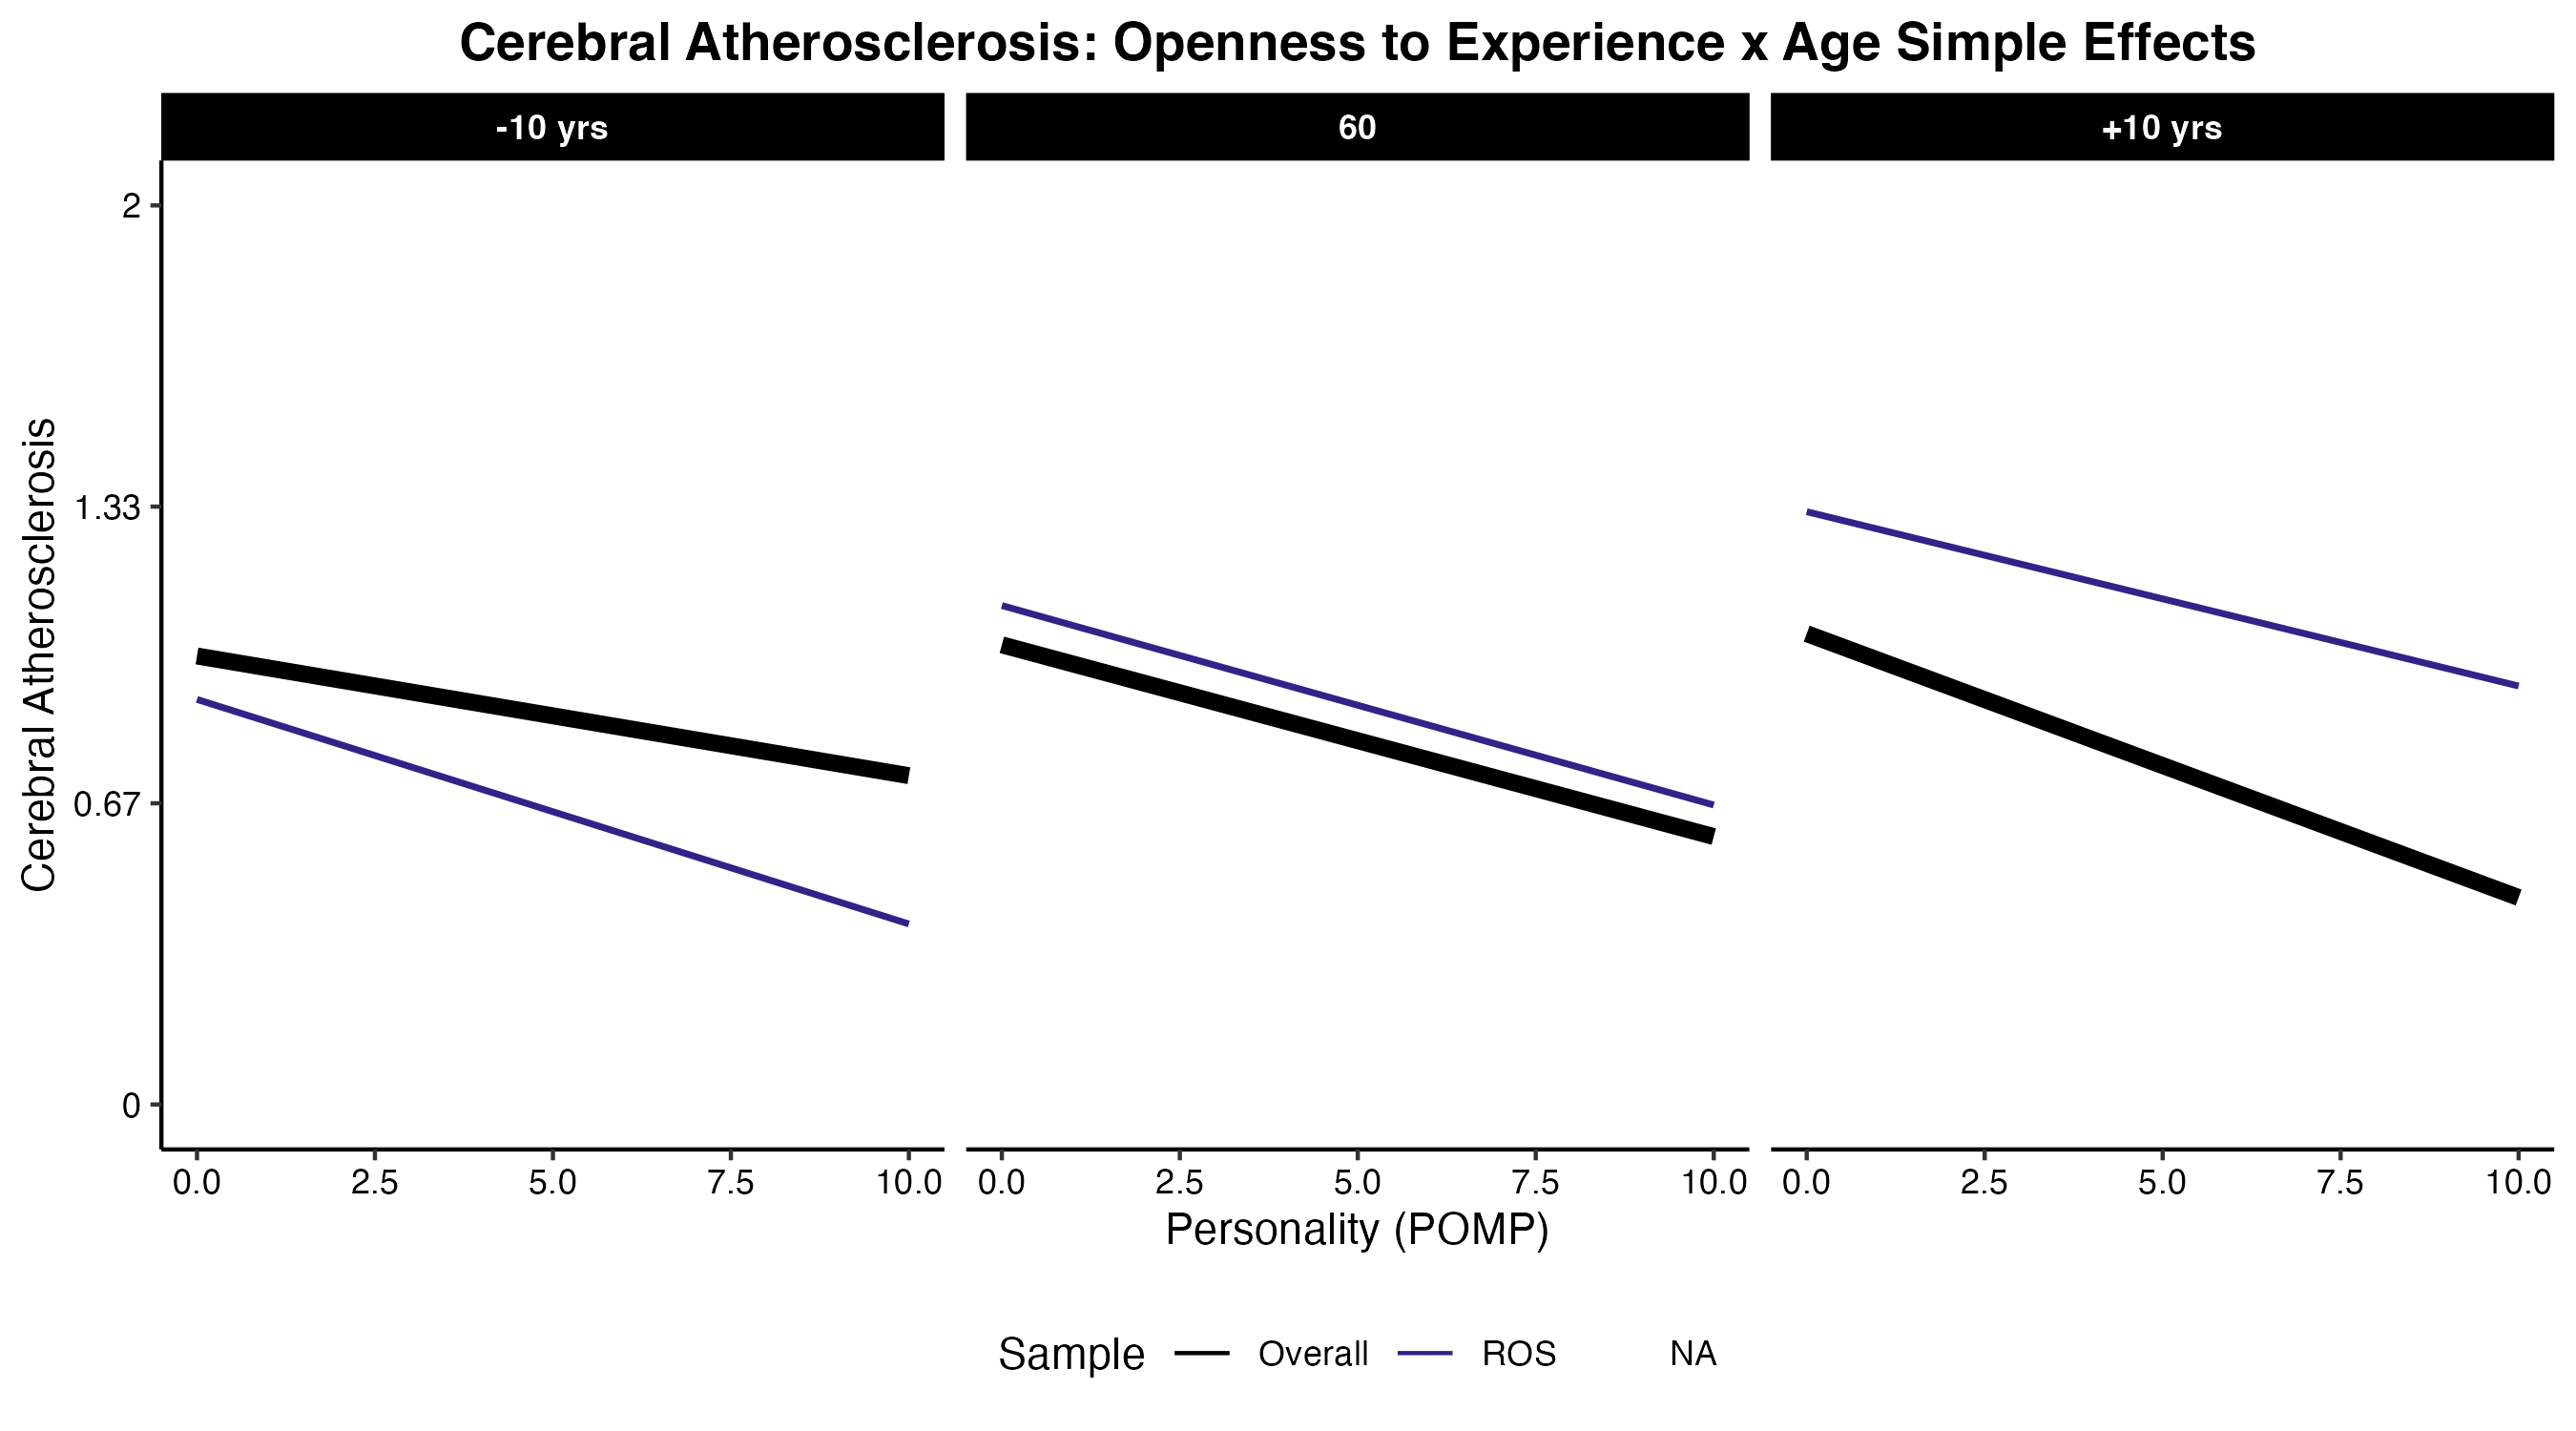 Cerebral Atherosclerosis: Openness to Experience x Age Simple Effects
-10 yrs
60
+10 yrs
Cerebral Atherosclerosis
2
1.33
0.67
0
0.0 2.5 5.0 7.5 10.0
0.0 2.5 5.0 7.5 10.0
0.0 2.5 5.0 7.5 10.0
Personality (POMP)
Sample Overall ROS NA